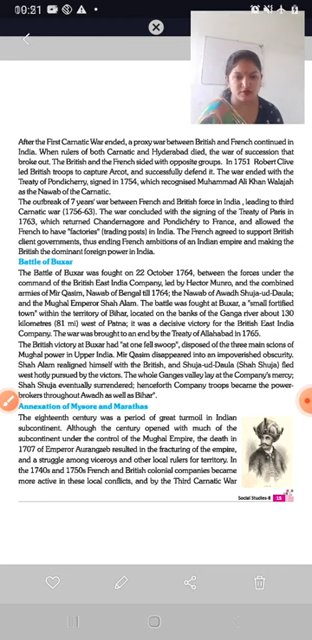 09:21
After the First Carnatic War ended, a proxy war between British and French continued in
India. When rulers of both Carnatic and Hyderabad died, the war of succession that
broke out. The British and the French sided with opposite groups. In 1751 Robert Clive
led British troops to capture Arcot, and successfully defend it. The war ended with the
Treaty of Pondicherry, signed in 1754, which recognised Muhammad Ali Khan Walajah
as the Nawab of the Carnatic.
The outbreak of 7 years' war between French and British force in India, leading to third
Carnatic war (1756-63). The war concluded with the signing of the Treaty of Paris in
1763, which returned Chandernagore and Pondichéry to France, and allowed the
French to have "factories" (trading posts) in India. The French agreed to support British
client governments, thus ending French ambitions of an Indian empire and making the
British the dominant foreign power in India.
Battle of Buxar
The Battle of Buxar was fought on 22 October 1764, between the forces under the
command of the British East India Company, led by Hector Munro, and the combined
armies of Mir Qasim, Nawab of Bengal till 1764; the Nawab of Awadh Shuja-ud-Daula;
and the Mughal Emperor Shah Alam. The battle was fought at Buxar, a "small fortified
town" within the territory of Bihar, located on the banks of the Ganga river about 130
kilometres (81 mi) west of Patna; it was a decisive victory for the British East India
Company. The war was brought to an end by the Treaty of Allahabad in 1765.
The British victory at Buxar had "at one fell swoop", disposed of the three main scions of
Mughal power in Upper India. Mir Qasim disappeared into an impoverished obscurity.
Shah Alam realigned himself with the British, and Shuja-ud-Daula (Shah Shuja) fled
west hotly pursued by the victors. The whole Ganges valley lay at the Company's mercy;
Shah Shuja eventually surrendered; henceforth Company troops became the power-
brokers throughout Awadh as well as Bihar".
Annexation of Mysore and Marathas
The eighteenth century was a period of great turmoil in Indian
subcontinent. Although the century opened with much of the
subcontinent under the control of the Mughal Empire, the death in
1707 of Emperor Aurangzeb resulted in the fracturing of the empire,
and a struggle among viceroys and other local rulers for territory. In
the 1740s and 1750s French and British colonial companies became
more active in these local conflicts, and by the Third Carnatic War
Social Studies-8 15